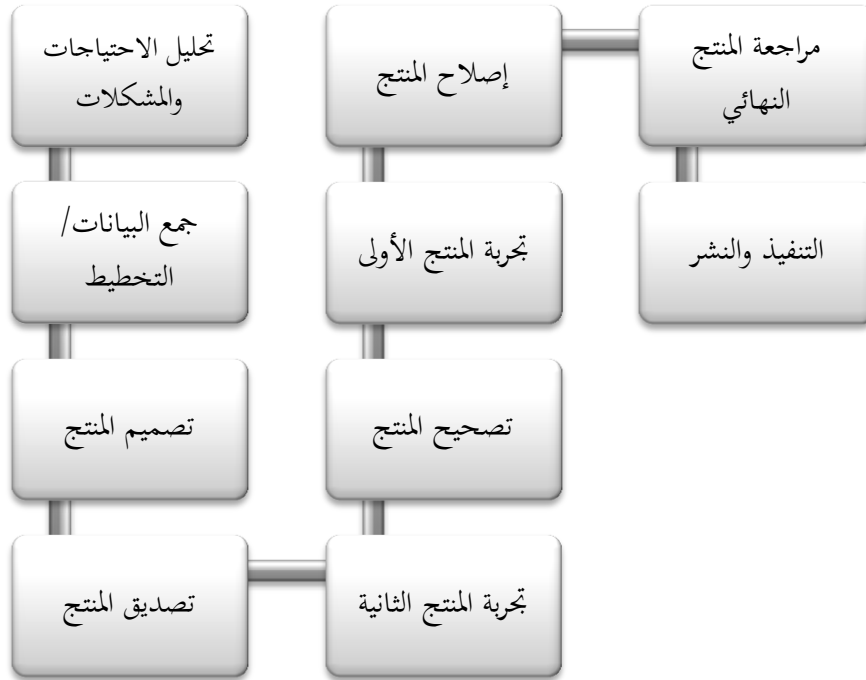 تحليل الاحتياجات
والمشكلات
جمع البيانات/
التخطيط
تصميم المنتج
تصديق المنتج
تجربة المنتج الثانية
تصحيح المنتج
تجربة المنتج الأولى
إصلاح المنتج
مراجعة المنتج
النهائي
التنفيذ والنشر